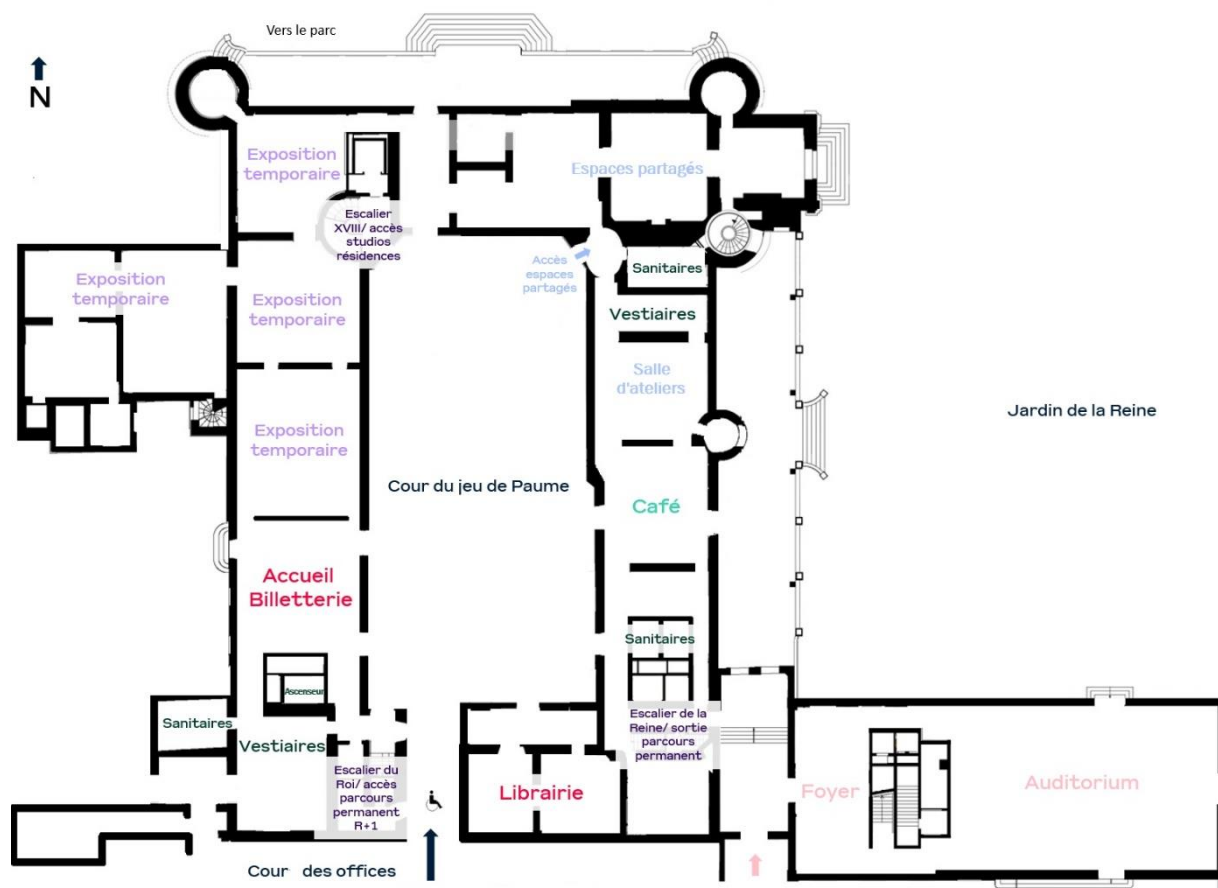 Vers le parc
N
Exposition
temporaire
Espaces partagés
Escalier
XVIII/ accès
studios
résidences
Accès
espaces
partagés
Sanitaires
Exposition
temporaire
Exposition
temporaire
Vestiaires
Salle
d'ateliers
Jardin de la Reine
Exposition
temporaire
Cour du jeu de Paume
Café
Accueil
Billetterie
Sanitaires
Ascenseur
Sanitaires
Vestiaires
Escalier de la
Reine/ sortie
parcours
permanent
Escalier du
Roi/ accès
parcours
permanent
R+1
Librairie
Foyer
Auditorium
Cour des offices